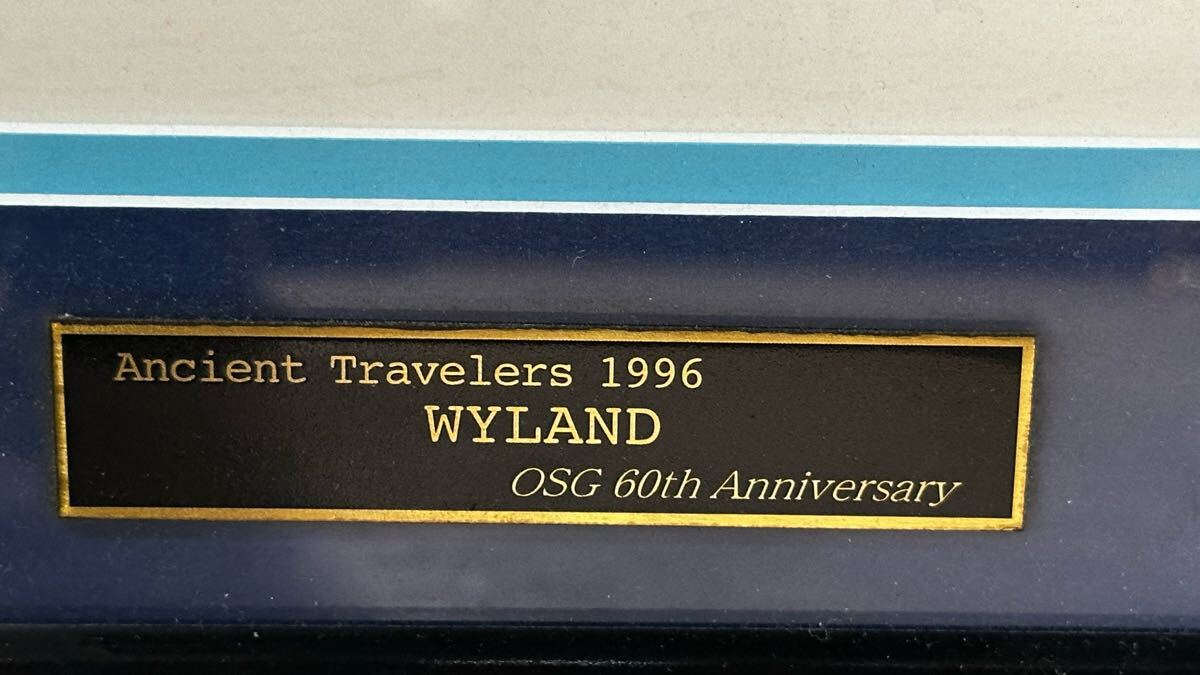 Ancient Travelers 1996
WYLAND
OSG 60th Anniversary